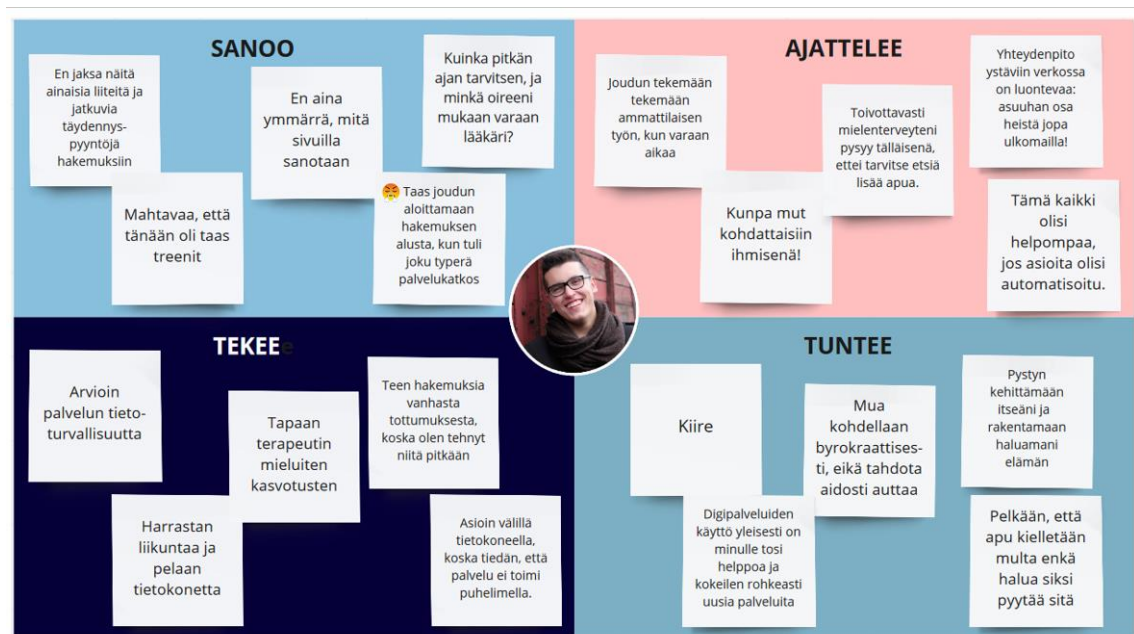 SANOO
En jaksa näitä
ainaisia liiteitä ja
jatkuvia
täydennys-
pyyntöjä
hakemuksiin
En aina
ymmärrä, mitä
sivuilla
sanotaan
Kuinka pitkän
ajan tarvitsen, ja
minkä oireeni
mukaan varaan
lääkäri?
Mahtavaa, että
tänään oli taas
treenit
Taas joudun
aloittamaan
hakemuksen
alusta, kun tuli
joku typerä
palvelukatkos
AJATTELEE
Joudun tekemään
tekemään
ammattilaisen
työn, kun varaan
aikaa
Toivottavasti
mielenterveyteni
pysyy tälläisenä,
ettei tarvitse etsiä
lisää apua.
Yhteydenpito
ystäviin verkossa
on luontevaa:
asuuhan osa
heistä jopa
ulkomailla!
Kunpa mut
kohdattaisiin
ihmisenä!
Tämä kaikki
olisi
helpompaa,
jos asioita olisi
automatisoitu.
TEKEEe
Arvioin
palvelun tieto-
turvallisuutta
Tapaan
terapeutin
mieluiten
kasvotusten
Teen hakemuksia
vanhasta
tottumuksesta,
koska olen tehnyt
niitä pitkään
Harrastan
liikuntaa ja
pelaan
tietokonetta
Asioin välillä
tietokoneella,
koska tiedän, että
palvelu ei toimi
puhelimella.
TUNTEE
Kiire
Mua
kohdellaan
byrokraattises-
ti, eikä tahdota
aidosti auttaa
Pystyn
kehittämään
itseäni ja
rakentamaan
haluamani
elämän
Digipalveluiden
käyttö yleisesti on
minulle tosi
helppoa ja
kokeilen rohkeasti
uusia palveluita
Pelkään, että
apu kielletään
multa enkä
halua siksi
pyytää sitä